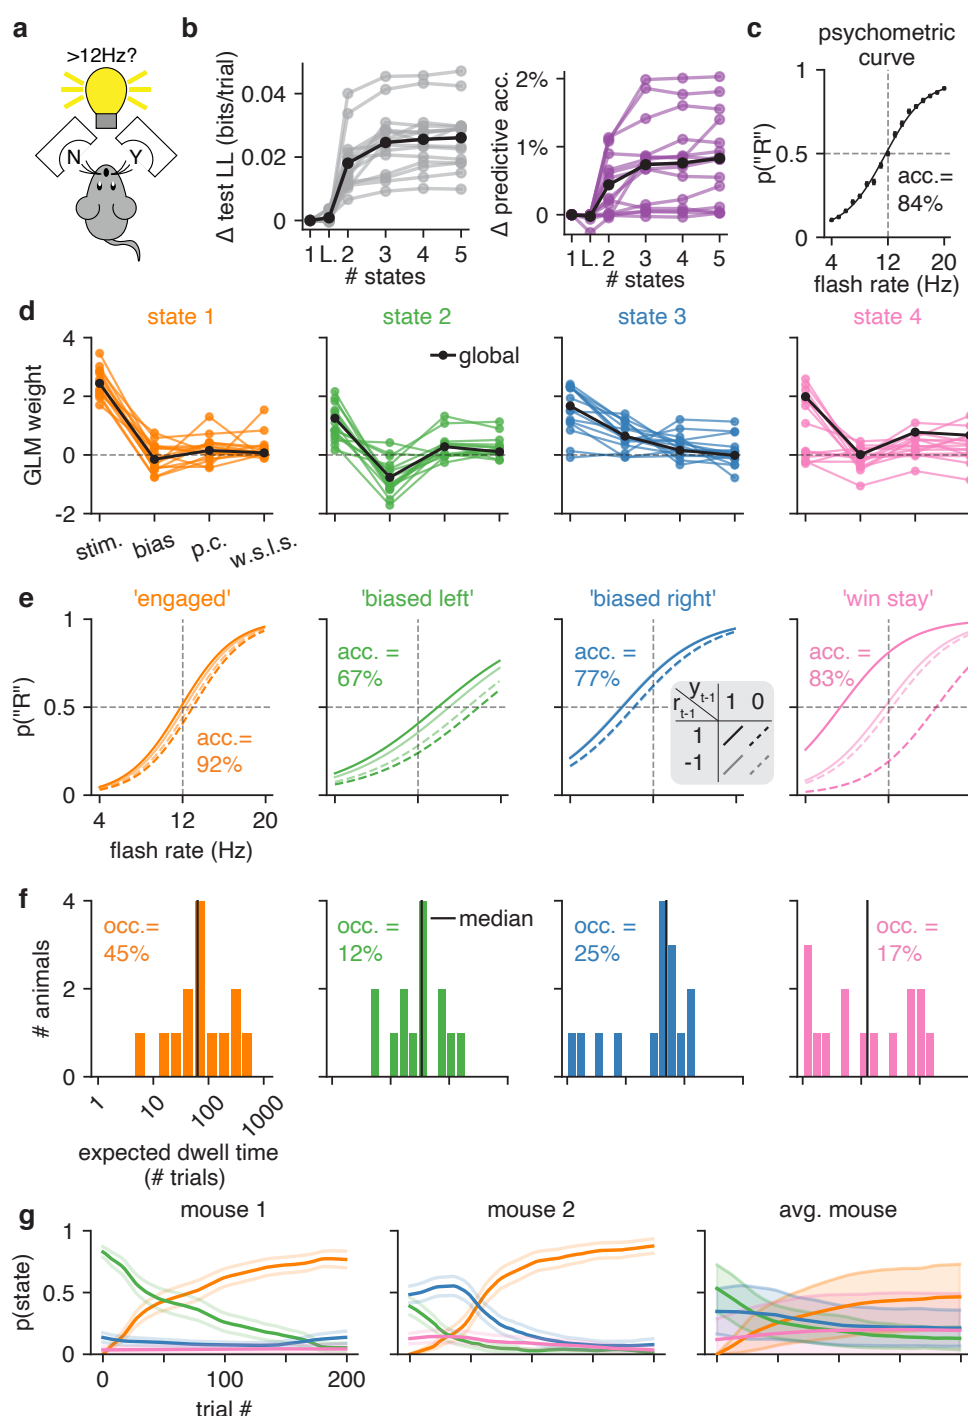 a
>12Hz?
N Y
b
Δ test LL (bits/trial)
0.04
0.02
0
1 L. 2 3 4 5
# states
Δ predictive acc.
2%
1%
0
1 L. 2 3 4 5
# states
c
psychometric
curve
p("R")
1
0.5
0
acc.=
84%
4 12 20
flash rate (Hz)
d
state 1
state 2
state 3
state 4
GLM weight
4
2
0
-2
stim. bias p.c. w.s.l.s.
global
e
'engaged'
'biased left'
'biased right'
'win stay'
p("R")
1
0.5
0
acc.=
92%
acc. =
67%
acc. =
77%
acc. =
83%
y t-1
r t-1
1 0
1
-1
4 12 20
flash rate (Hz)
f
# animals
4
2
0
occ.=
45%
occ. =
12%
median
occ. =
25%
occ. =
17%
1 10 100 1000
expected dwell time
(# trials)
g
mouse 1
mouse 2
avg. mouse
p(state)
1
0.5
0
0 100 200
trial #